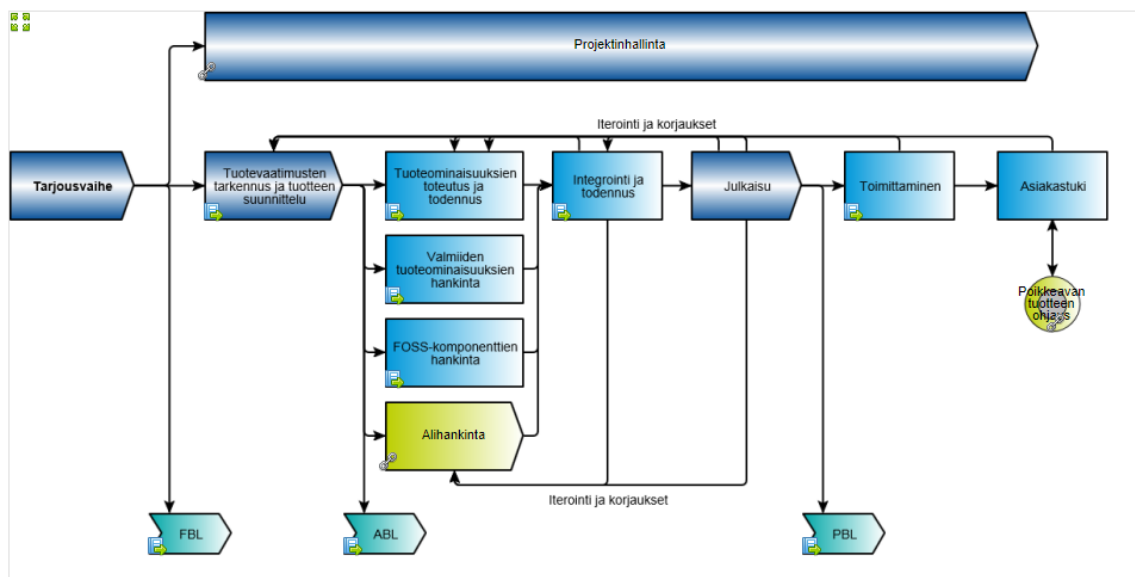 Projektinhallinta
Iterointi ja korjaukset
Tarjousvaihe
Tuotevaatimusten
tarkennus ja tuotteen
suunnittelu
Tuoteominaisuuksien
toteutus ja
todennus
Integrointi ja
todennus
Julkaisu
Toimittaminen
Asiakastuki
Valmiiden
tuoteominaisuuksien
hankinta
Poikkeavan
tuotteen
ohjaus
FOSS-komponenttien
hankinta
Alihankinta
Iterointi ja korjaukset
FBL
ABL
PBL